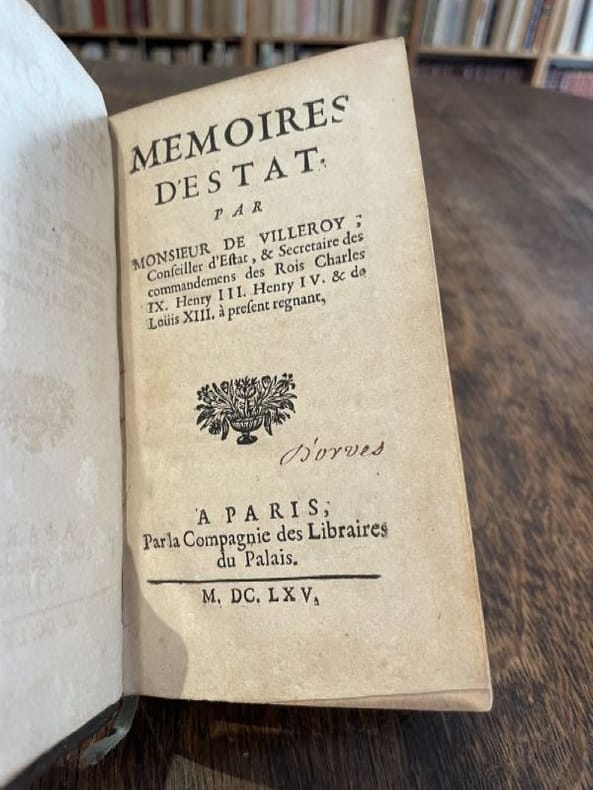 MEMOIRES
D'ESTAT.
PAR
MONSIEUR DE VILLEROY ;
Conſeiller d'Eſtat, & Secretaire des
commandemens des Rois Charles
IX. Henry III. Henry IV. & de
Loüis XIII. à preſent regnant,
D'orves
A PARIS,
Par la Compagnie des Libraires
du Palais.
M. DC. LXV.